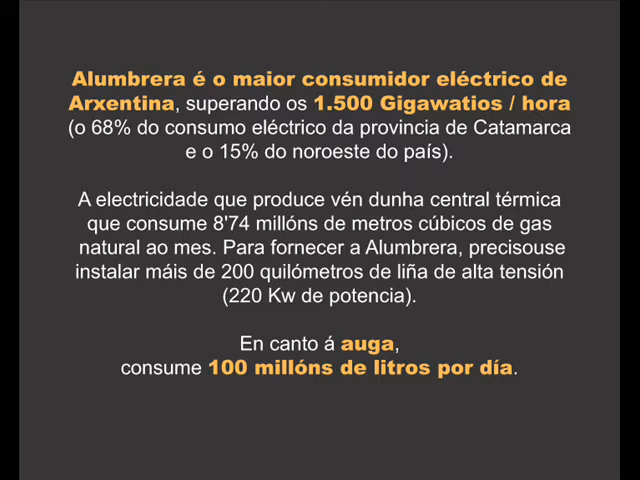 Alumbrera é o maior consumidor eléctrico de
Arxentina, superando os 1.500 Gigawatios / hora
(o 68% do consumo eléctrico da provincia de Catamarca
e o 15% do noroeste do país).
A electricidade que produce vén dunha central térmica
que consume 8'74 millóns de metros cúbicos de gas
natural ao mes. Para fornecer a Alumbrera, precisouse
instalar máis de 200 quilómetros de liña de alta tensión
(220 Kw de potencia).
En canto á auga,
consume 100 millóns de litros por día.